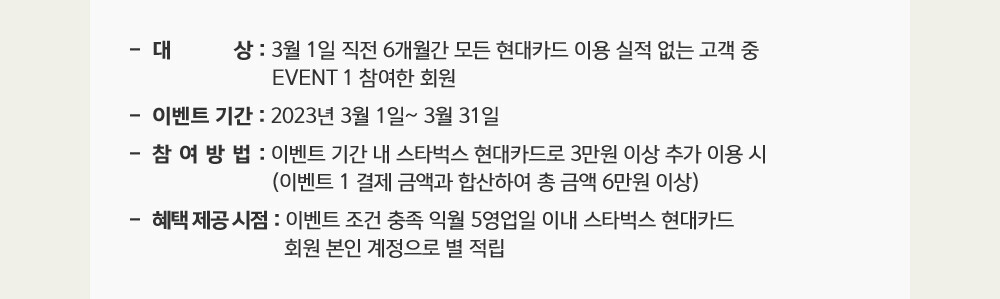 - 대 상 : 3월 1일 직전 6개월간 모든 현대카드 이용 실적 없는 고객 중
EVENT 1 참여한 회원
- 이벤트 기간 : 2023년 3월 1일~ 3월 31일
- 참 여 방 법 : 이벤트 기간 내 스타벅스 현대카드로 3만원 이상 추가 이용 시
(이벤트 1 결제 금액과 합산하여 총 금액 6만원 이상)
- 혜택 제공 시점 : 이벤트 조건 충족 익월 5영업일 이내 스타벅스 현대카드
회원 본인 계정으로 별 적립